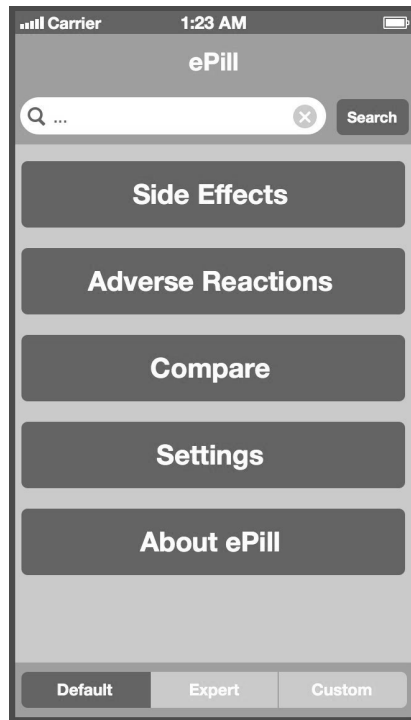 Carrier 1:23 AM
ePill
... Search
Side Effects
Adverse Reactions
Compare
Settings
About ePill
Default Expert Custom